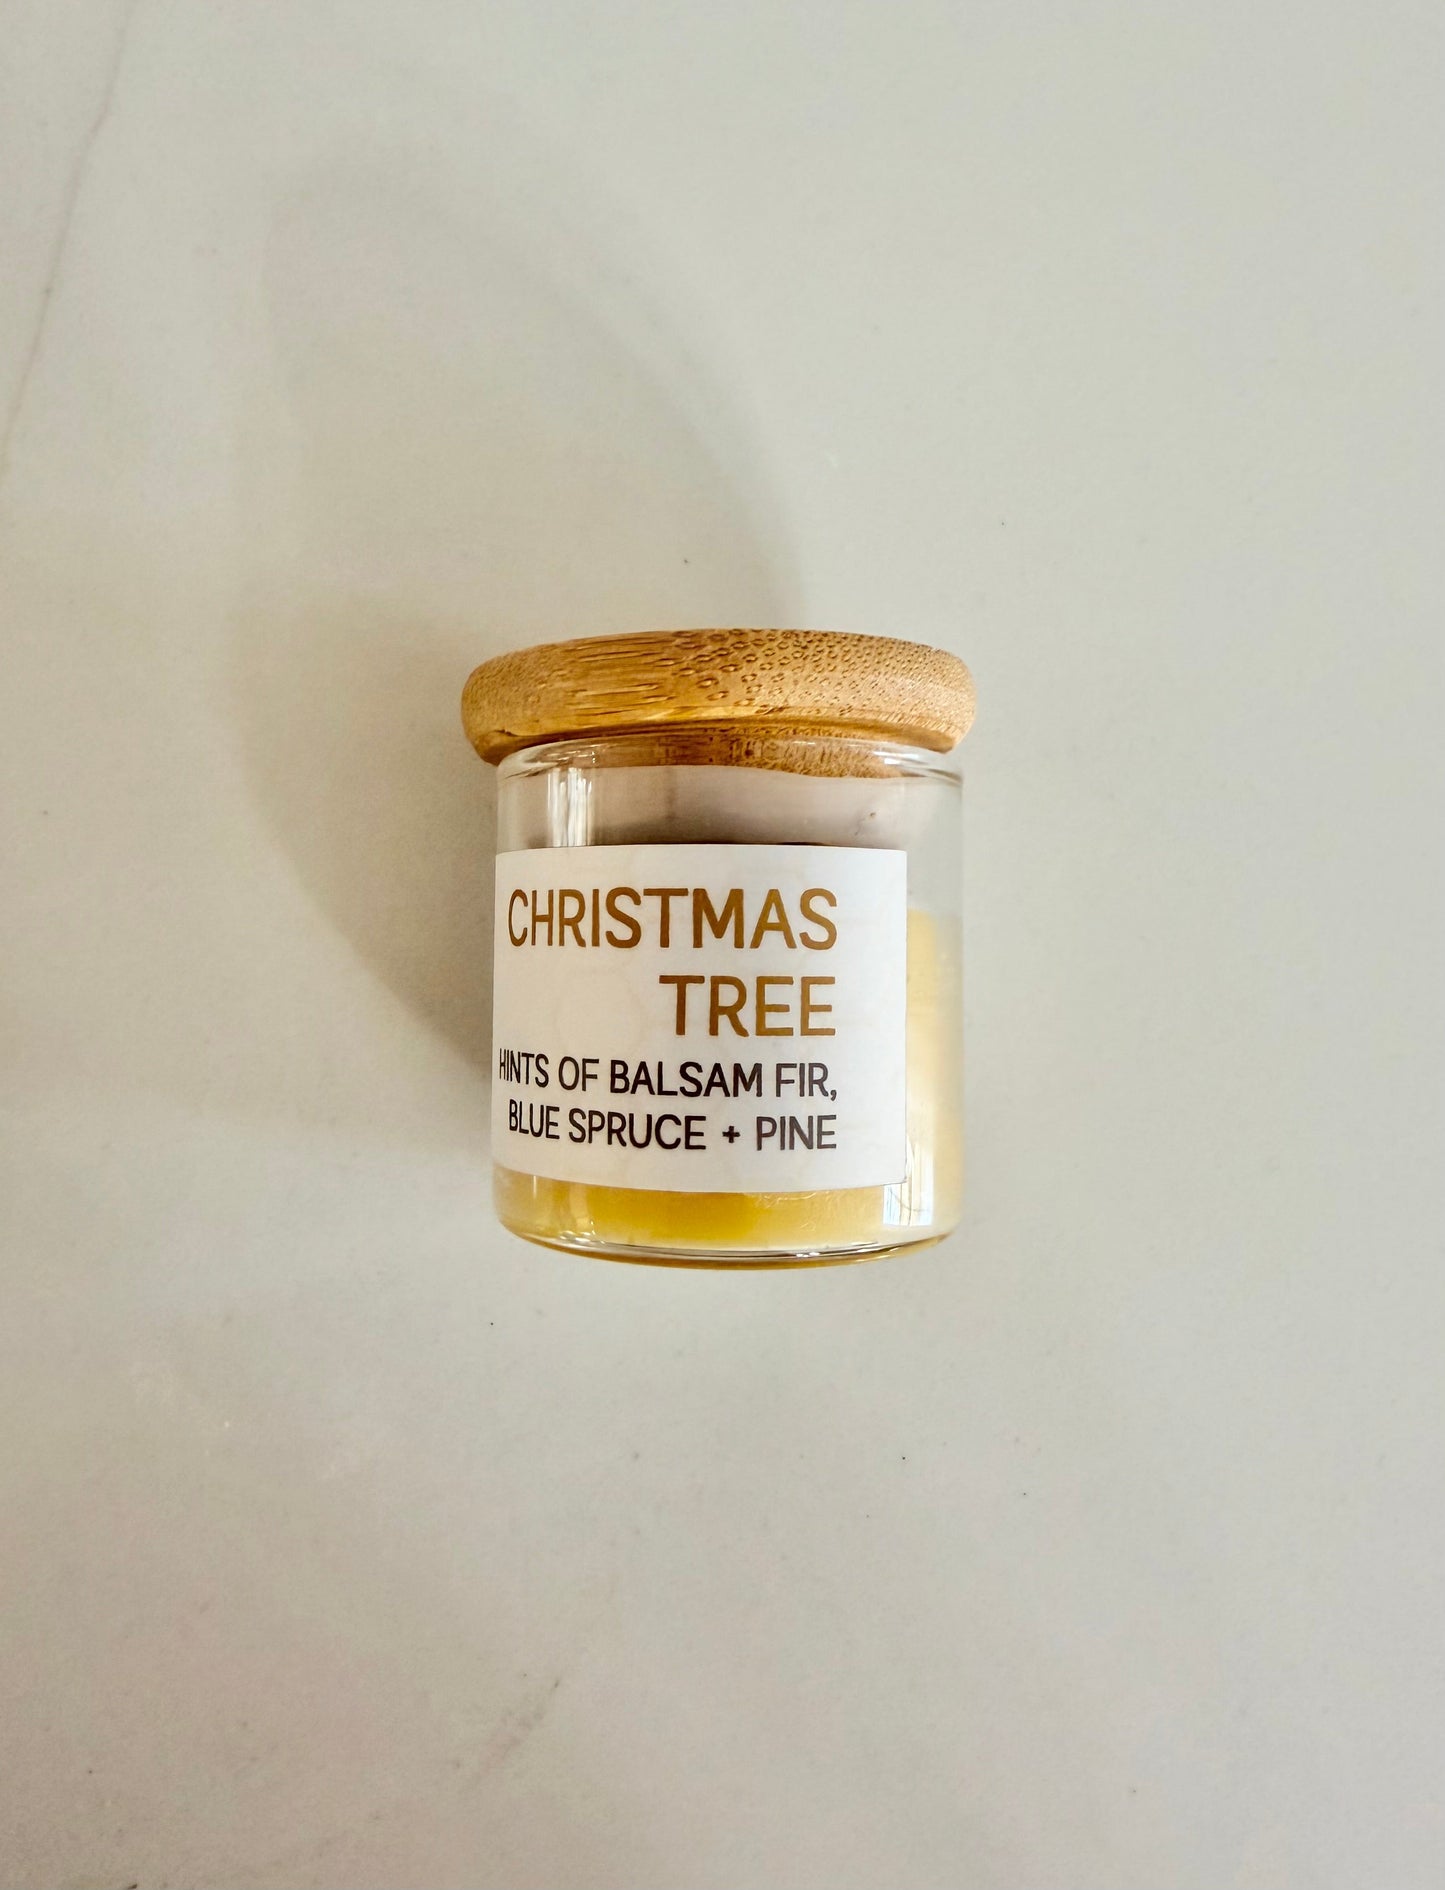 CHRISTMAS
TREE
HINTS OF BALSAM FIR,
BLUE SPRUCE + PINE